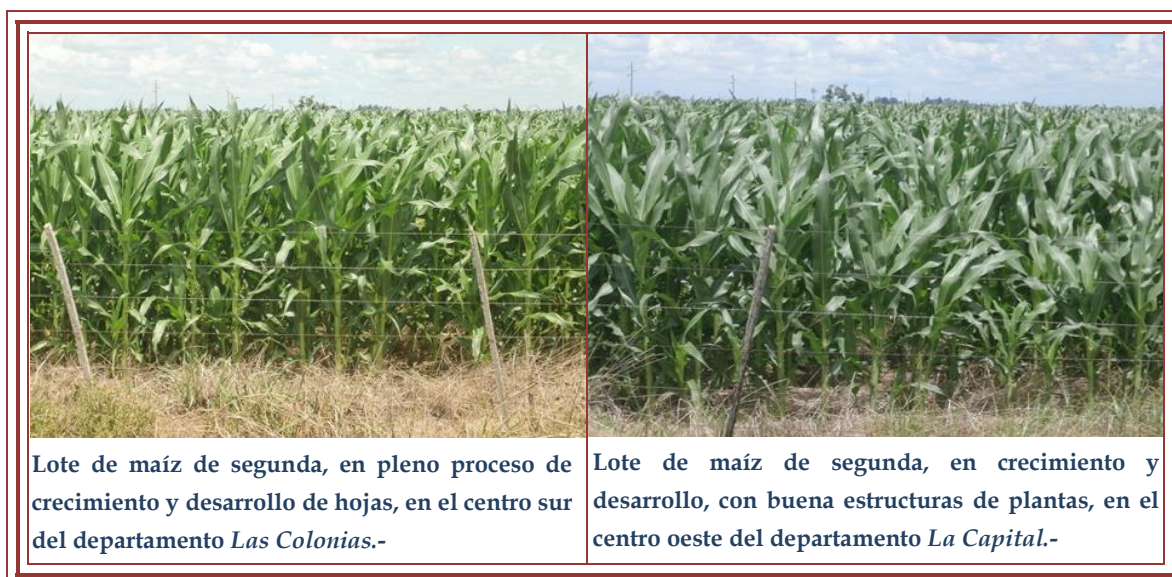 Lote de maíz de segunda, en pleno proceso de
crecimiento y desarrollo de hojas, en el centro sur
del departamento Las Colonias.-
Lote de maíz de segunda, en crecimiento y
desarrollo, con buena estructuras de plantas, en el
centro oeste del departamento La Capital.-